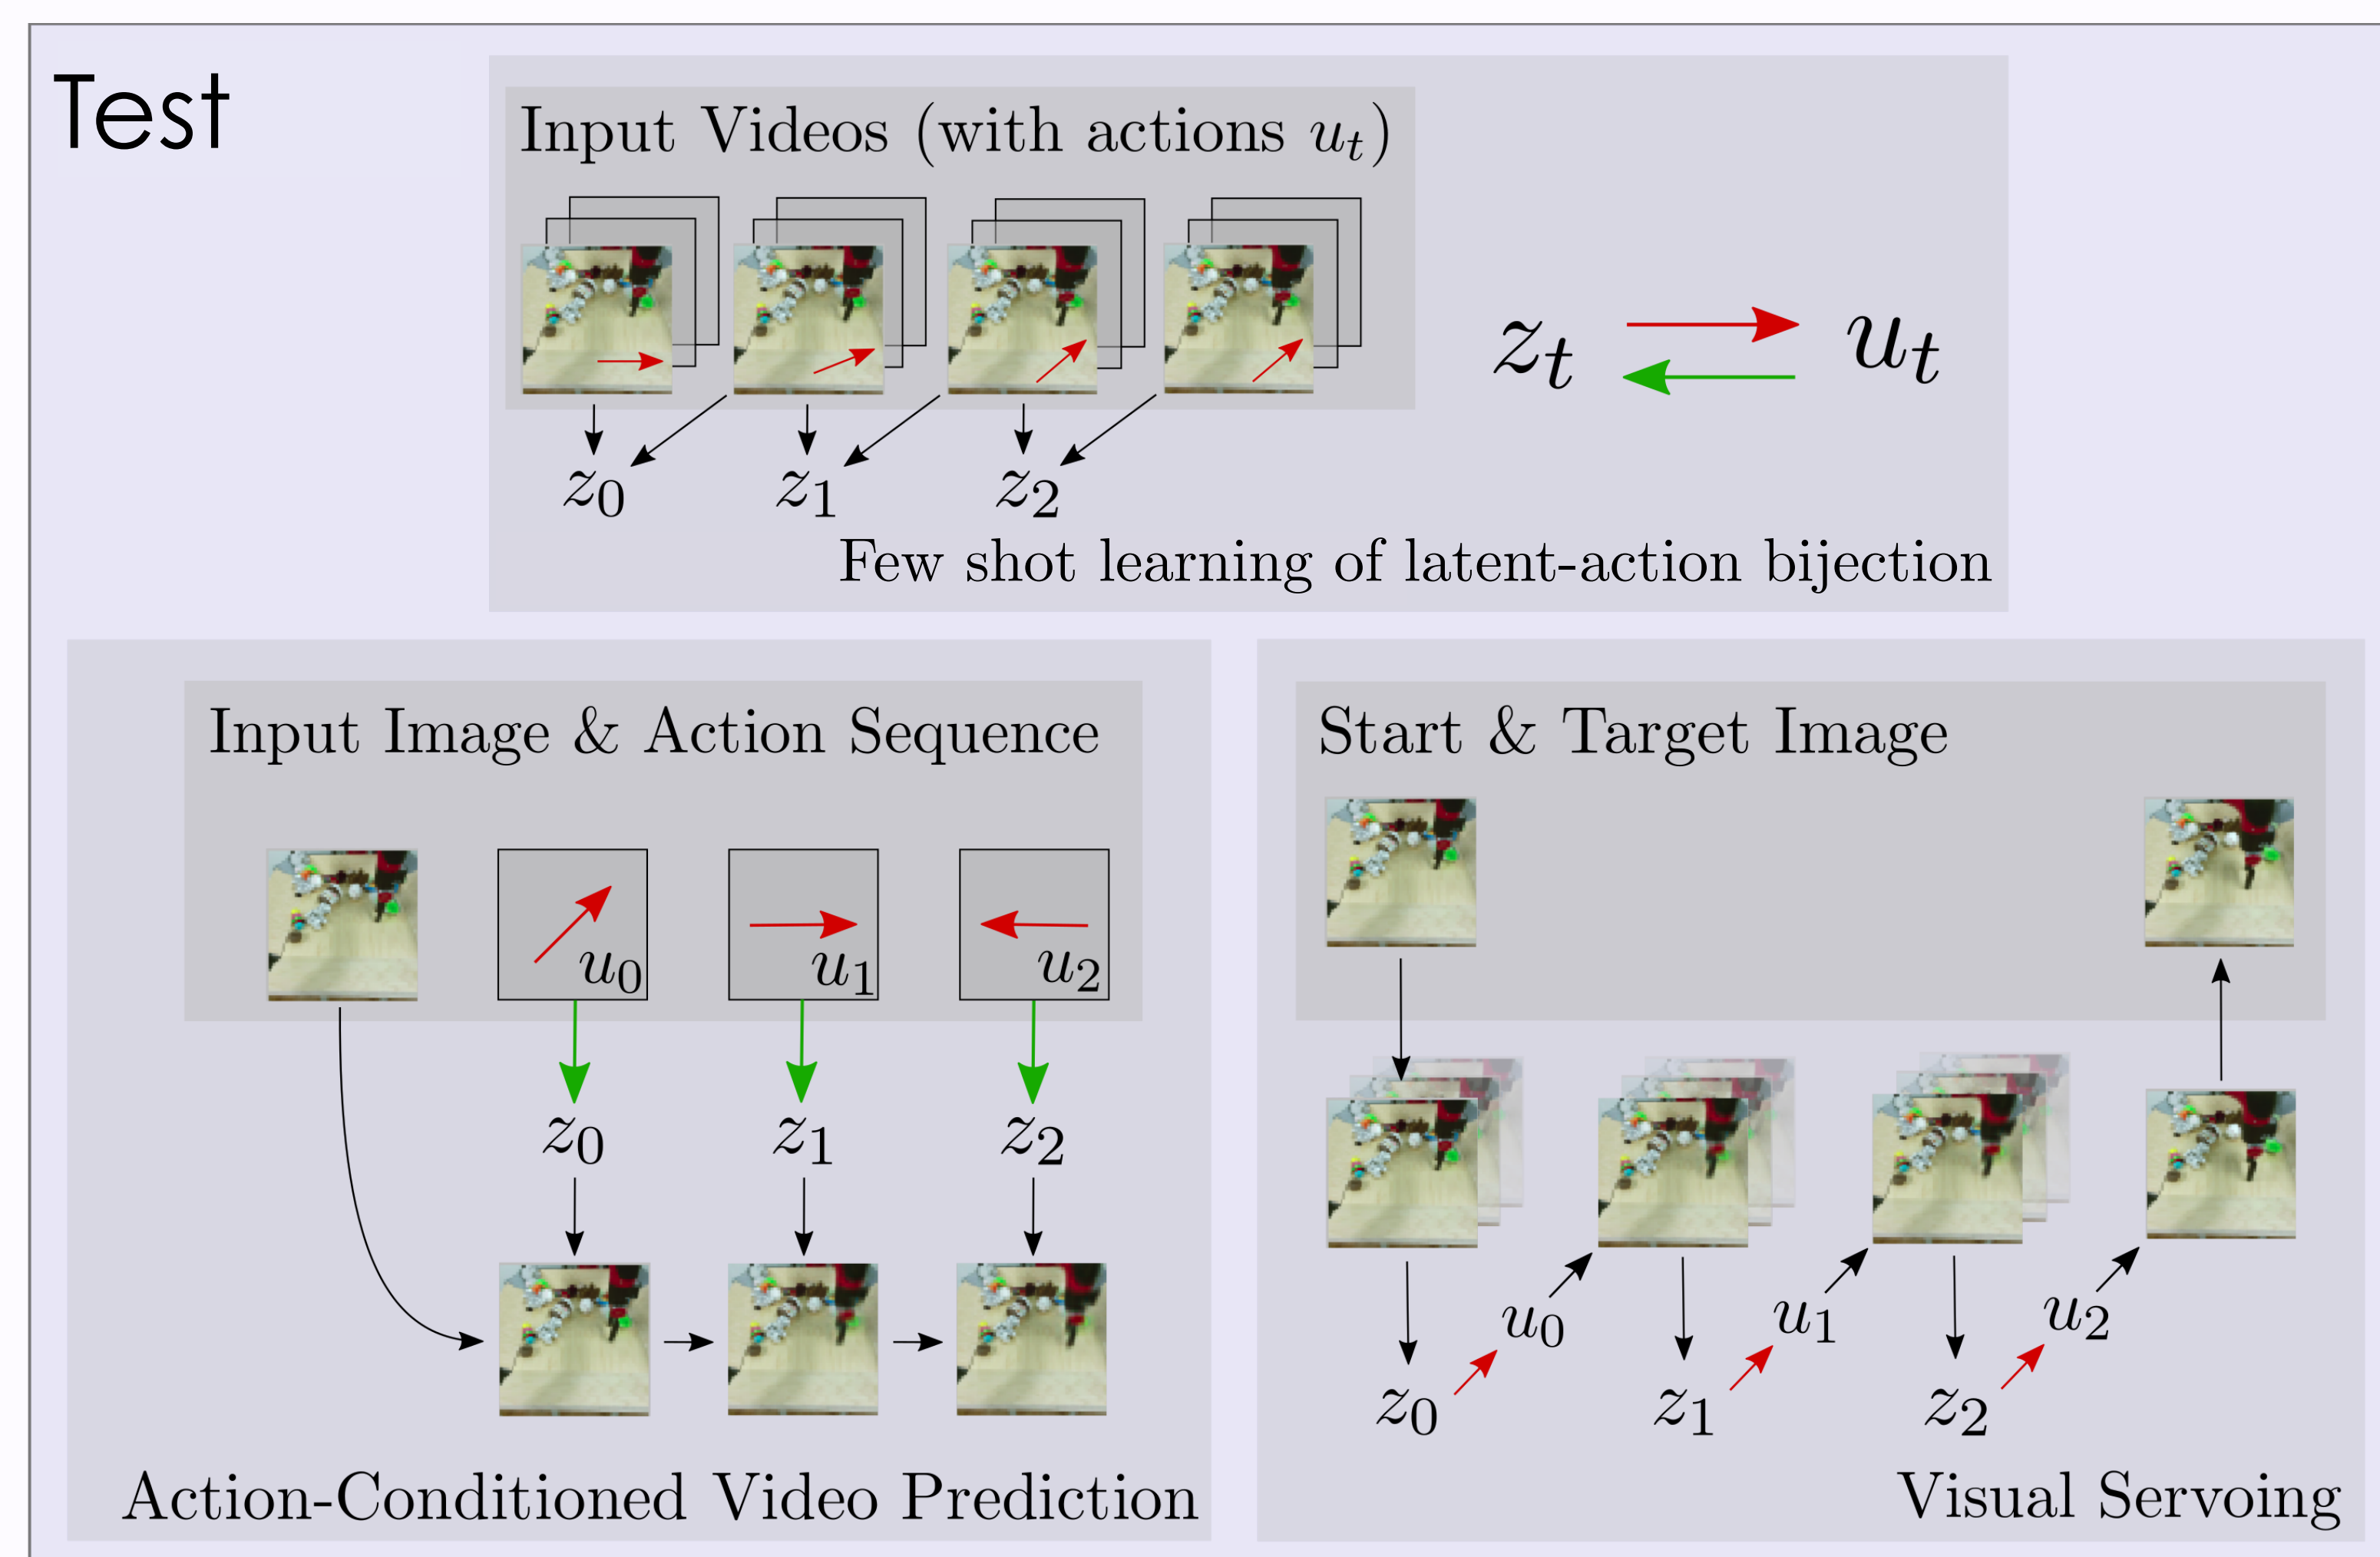 Test
Input Videos (with actions u_t)
z_t u_t
z_0 z_1 z_2
Few shot learning of latent-action bijection
Input Image & Action Sequence
u_0 u_1 u_2
z_0 z_1 z_2
Action-Conditioned Video Prediction
Start & Target Image
u_0 u_1 u_2
z_0 z_1 z_2
Visual Servoing